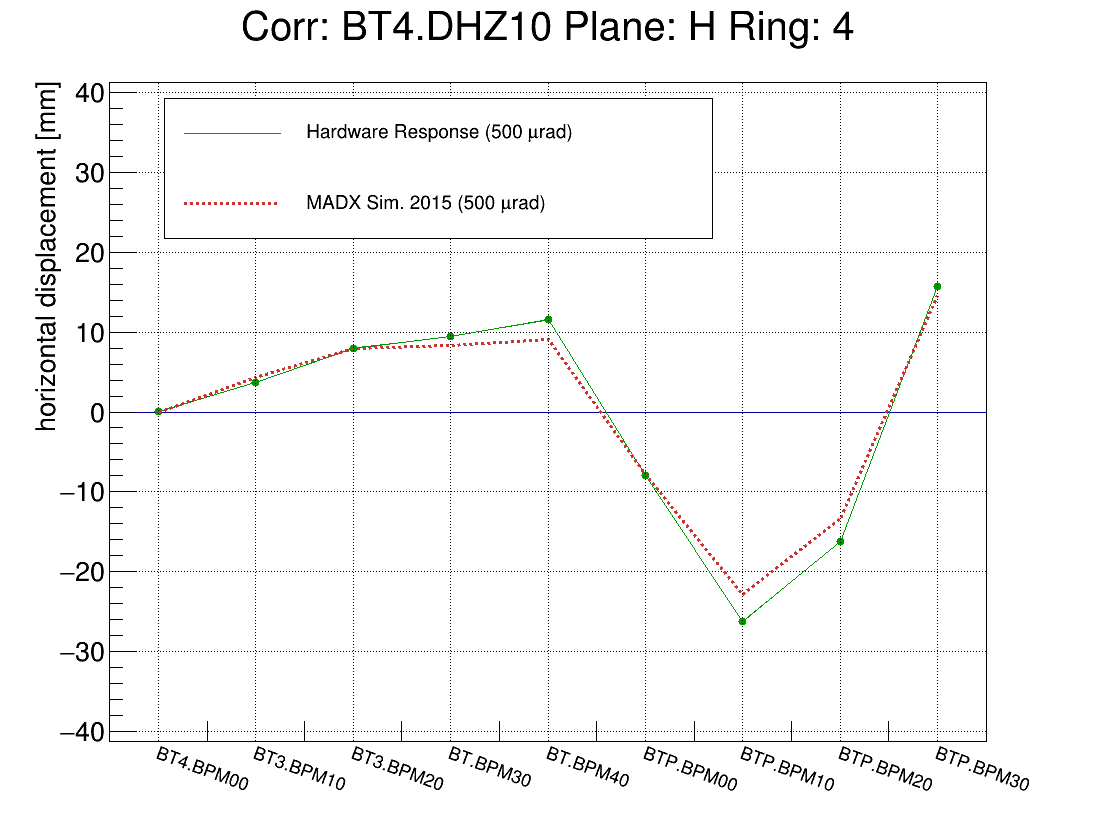 Corr: BT4.DHZ10 Plane: H Ring: 4
horizontal displacement [mm]
40
30
20
10
0
−10
−20
−30
−40
Hardware Response (500 μrad)
MADX Sim. 2015 (500 μrad)
BT4.BPM00
BT3.BPM10
BT3.BPM20
BT.BPM30
BT.BPM40
BTP.BPM00
BTP.BPM10
BTP.BPM20
BTP.BPM30